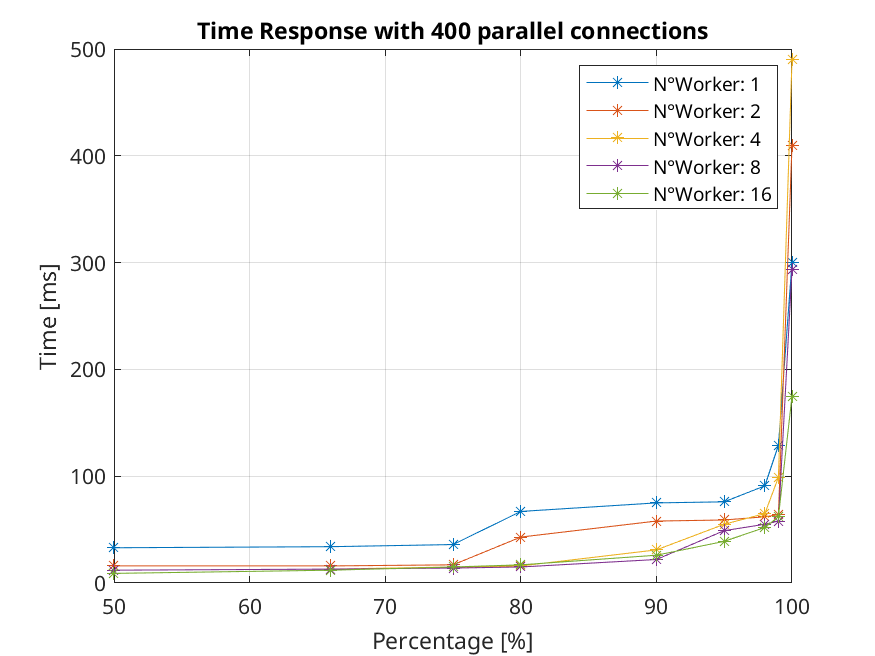 Time Response with 400 parallel connections
500
400
300
200
100
0
Time [ms]
N°Worker: 1
N°Worker: 2
N°Worker: 4
N°Worker: 8
N°Worker: 16
50 60 70 80 90 100
Percentage [%]